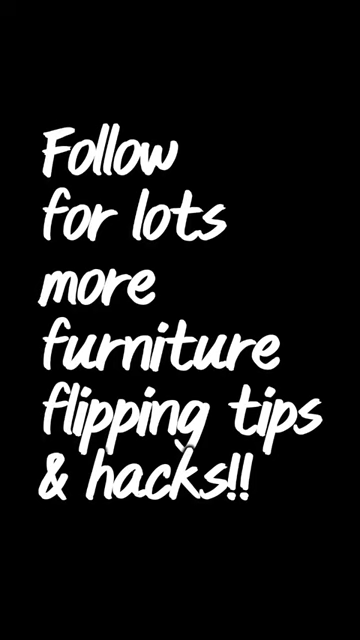 Follow
for lots
more
furniture
flipping tips
& hacks!!